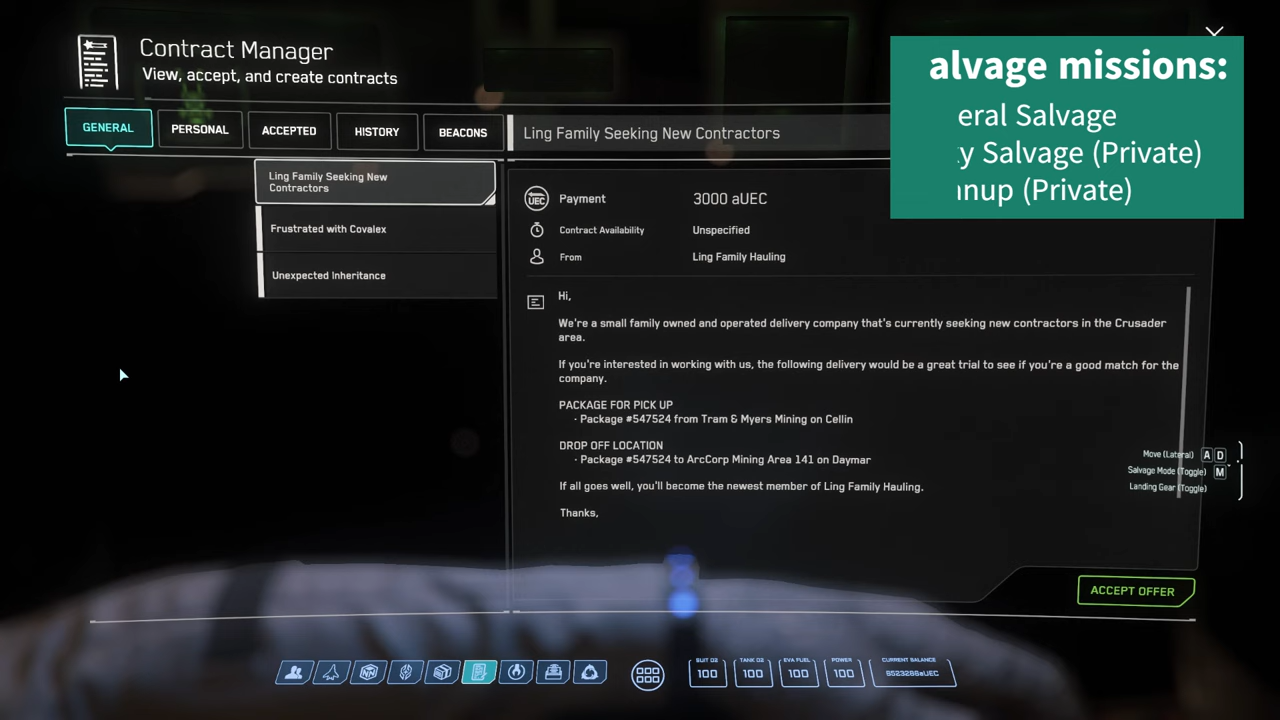 Contract Manager
View, accept, and create contracts
alvage missions:
eral Salvage
y Salvage (Private)
nup (Private)
GENERAL
PERSONAL
ACCEPTED
HISTORY
BEACONS
Ling Family Seeking New Contractors
Ling Family Seeking New
Contractors
Frustrated with Covalex
Unexpected Inheritance
UEC
Payment 3000 aUEC
Contract Availability Unspecified
From Ling Family Hauling
Hi,
We're a small family owned and operated delivery company that's currently seeking new contractors in the Crusader
area.
If you're interested in working with us, the following delivery would be a great trial to see if you're a good match for the
company.
PACKAGE FOR PICK UP
· Package #547524 from Tram & Myers Mining on Cellin
DROP OFF LOCATION
· Package #547524 to ArcCorp Mining Area 141 on Daymar
If all goes well, you'll become the newest member of Ling Family Hauling.
Thanks,
Move (Lateral) A D
Salvage Mode (Toggle) M
Landing Gear (Toggle)
ACCEPT OFFER
SUIT O2 100
TANK O2 100
EVA FUEL 100
POWER 100
CURRENT BALANCE